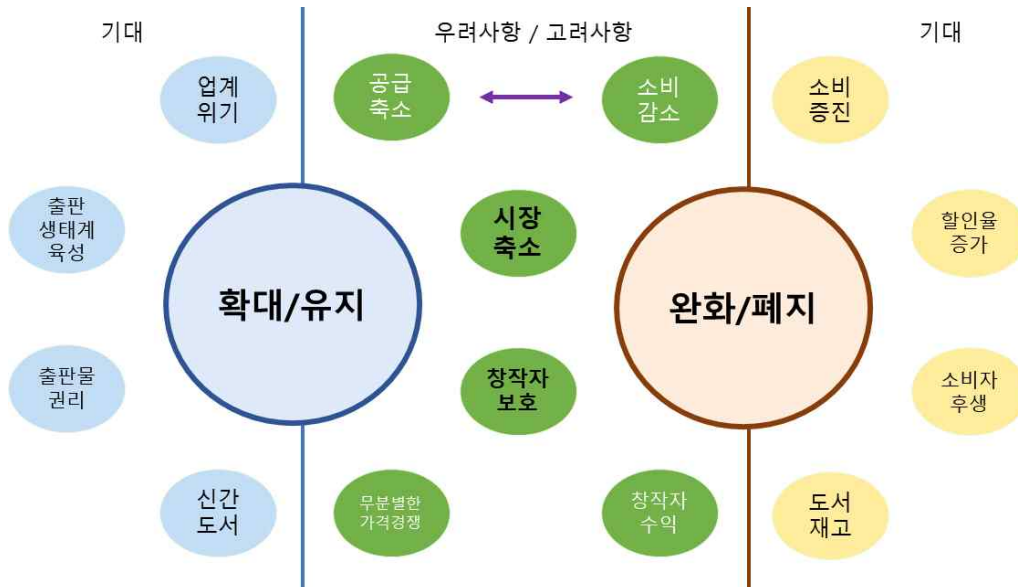 기대
우려사항 / 고려사항
기대
업계
위기
공급
축소
소비
감소
소비
증진
출판
생태계
육성
시장
축소
할인율
증가
확대/유지
완화/폐지
출판물
권리
창작자
보호
소비자
후생
신간
도서
무분별한
가격경쟁
창작자
수익
도서
재고